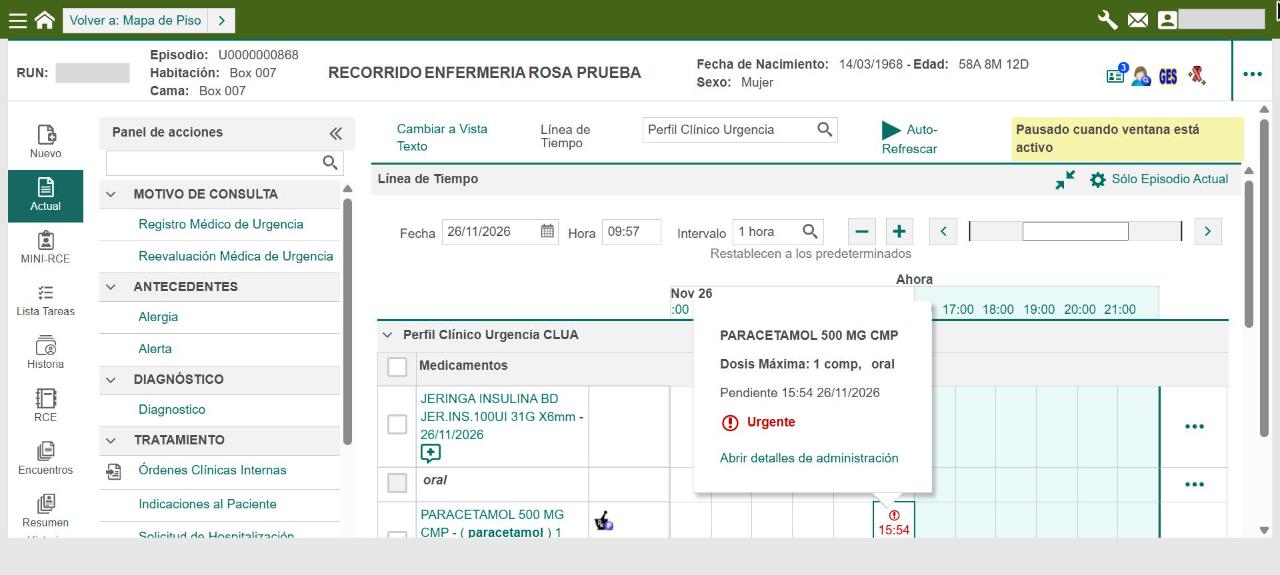 Volver a: Mapa de Piso
RUN:
Episodio: U0000000868
Habitación: Box 007
Cama: Box 007
RECORRIDO ENFERMERIA ROSA PRUEBA
Fecha de Nacimiento: 14/03/1968 - Edad: 58A 8M 12D
Sexo: Mujer
3
GES
Nuevo
Actual
MINI-RCE
Lista Tareas
Historia
RCE
Encuentros
Resumen
Panel de acciones
MOTIVO DE CONSULTA
Registro Médico de Urgencia
Reevaluación Médica de Urgencia
ANTECEDENTES
Alergia
Alerta
DIAGNÓSTICO
Diagnostico
TRATAMIENTO
Órdenes Clínicas Internas
Indicaciones al Paciente
Solicitud de Hospitalización
Cambiar a Vista
Texto
Línea de
Tiempo
Perfil Clínico Urgencia
Auto-
Refrescar
Pausado cuando ventana está
activo
Línea de Tiempo
Sólo Episodio Actual
Fecha 26/11/2026 Hora 09:57 Intervalo 1 hora
Restablecen a los predeterminados
Ahora
Nov 26
:00 17:00 18:00 19:00 20:00 21:00
Perfil Clínico Urgencia CLUA
Medicamentos
JERINGA INSULINA BD
JER.INS.100UI 31G X6mm -
26/11/2026
oral
PARACETAMOL 500 MG
CMP - ( paracetamol ) 1
15:54
PARACETAMOL 500 MG CMP
Dosis Máxima: 1 comp, oral
Pendiente 15:54 26/11/2026
Urgente
Abrir detalles de administración